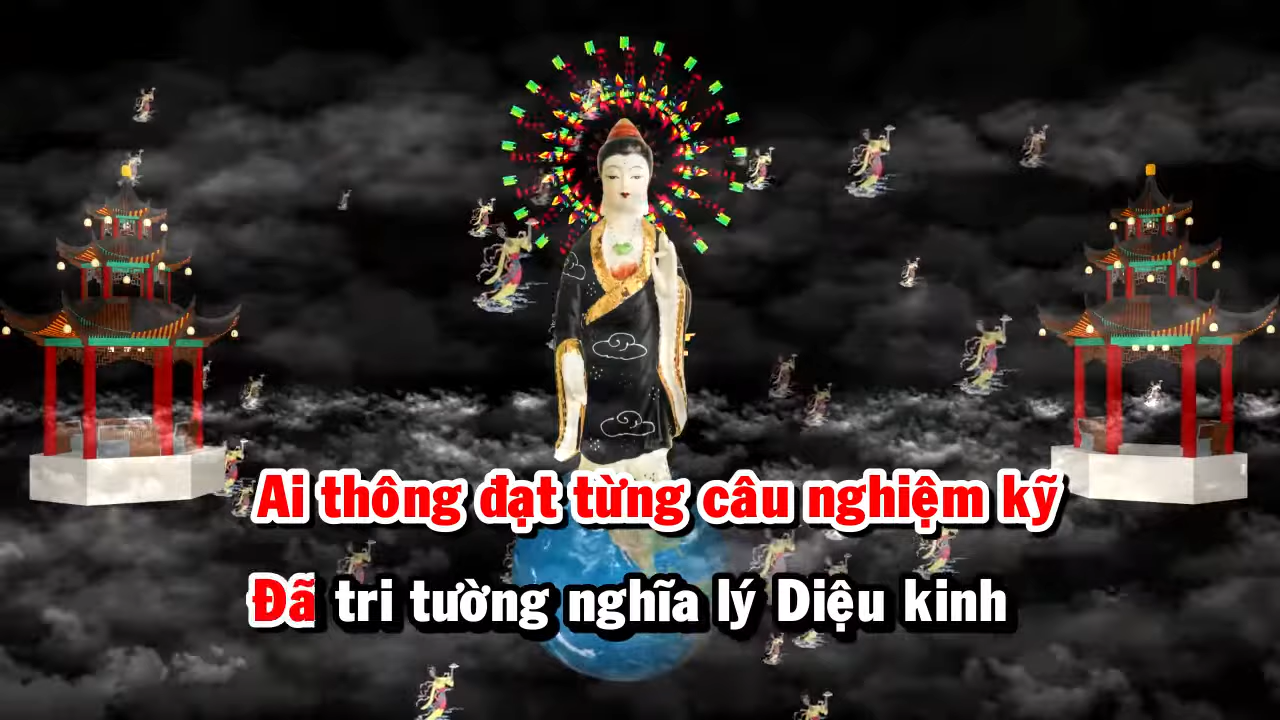 Ai thông đạt từng câu nghiệm kỹ
Đã tri tường nghĩa lý Diệu kinh